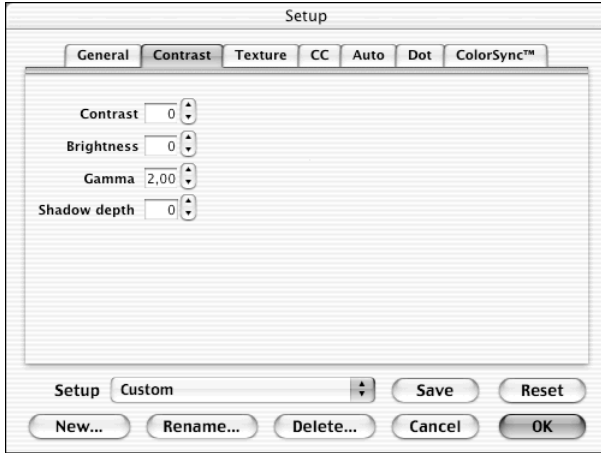 Setup
General Contrast Texture CC Auto Dot ColorSync™
Contrast 0
Brightness 0
Gamma 2,00
Shadow depth 0
Setup Custom Save Reset
New... Rename... Delete... Cancel OK